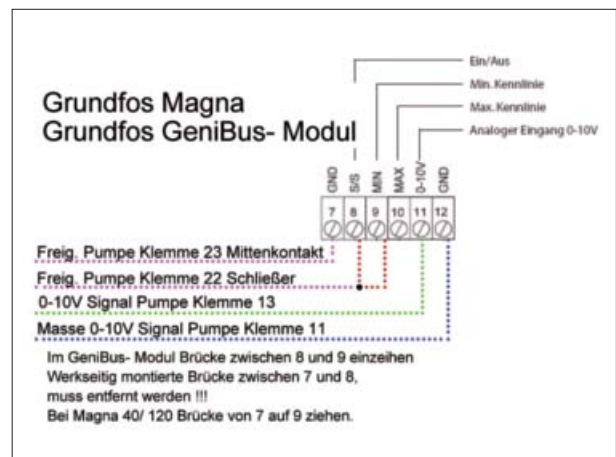 Ein/Aus
Min.Kennlinie
Max.Kennlinie
Analoger Eingang 0-10V
Grundfos Magna
Grundfos GeniBus- Modul
GND S/S MIN MAX 0-10V GND
7 8 9 10 11 12
Freig. Pumpe Klemme 23 Mittenkontakt
Freig. Pumpe Klemme 22 Schließer
0-10V Signal Pumpe Klemme 13
Masse 0-10V Signal Pumpe Klemme 11
Im GeniBus- Modul Brücke zwischen 8 und 9 einzeihen
Werkseitig montierte Brücke zwischen 7 und 8,
muss entfernt werden !!!
Bei Magna 40/ 120 Brücke von 7 auf 9 ziehen.